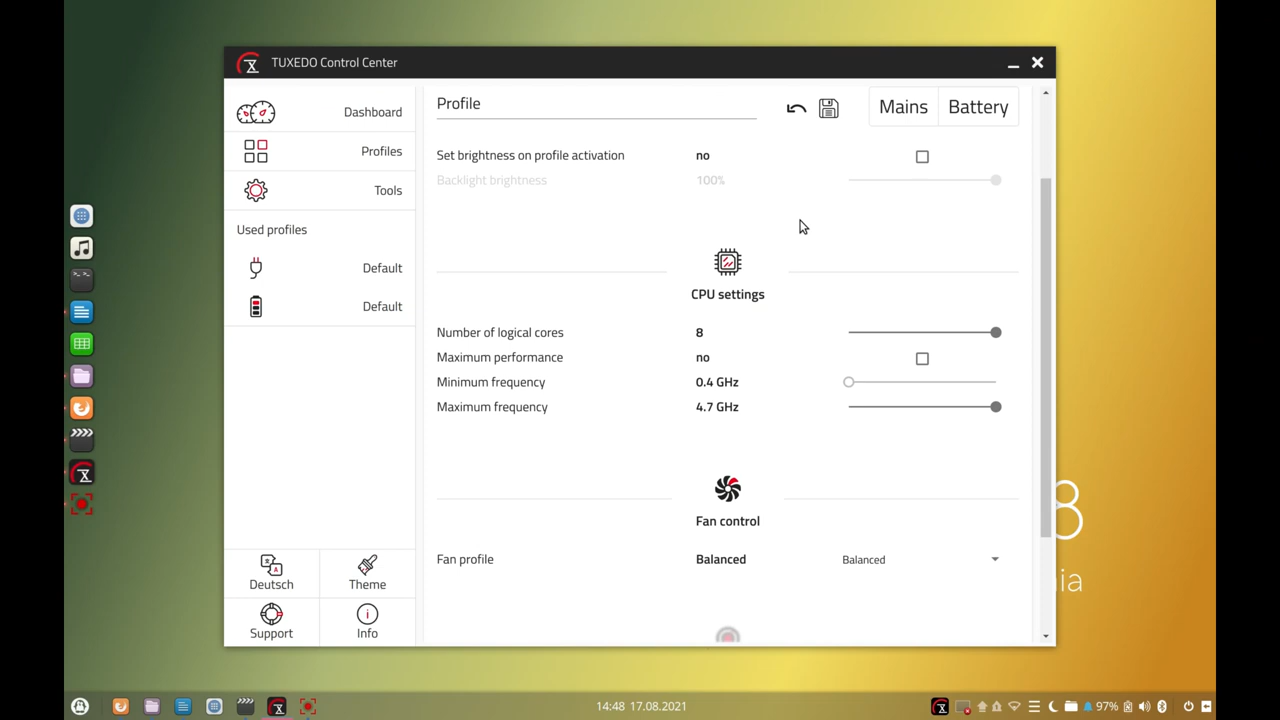 TUXEDO Control Center
Dashboard
Profiles
Tools
Used profiles
Default
Default
Deutsch
Theme
Support
Info
Profile
Mains
Battery
Set brightness on profile activation no
Backlight brightness 100%
CPU settings
Number of logical cores 8
Maximum performance no
Minimum frequency 0.4 GHz
Maximum frequency 4.7 GHz
Fan control
Fan profile Balanced Balanced
8
ia
14:48 17.08.2021
97%